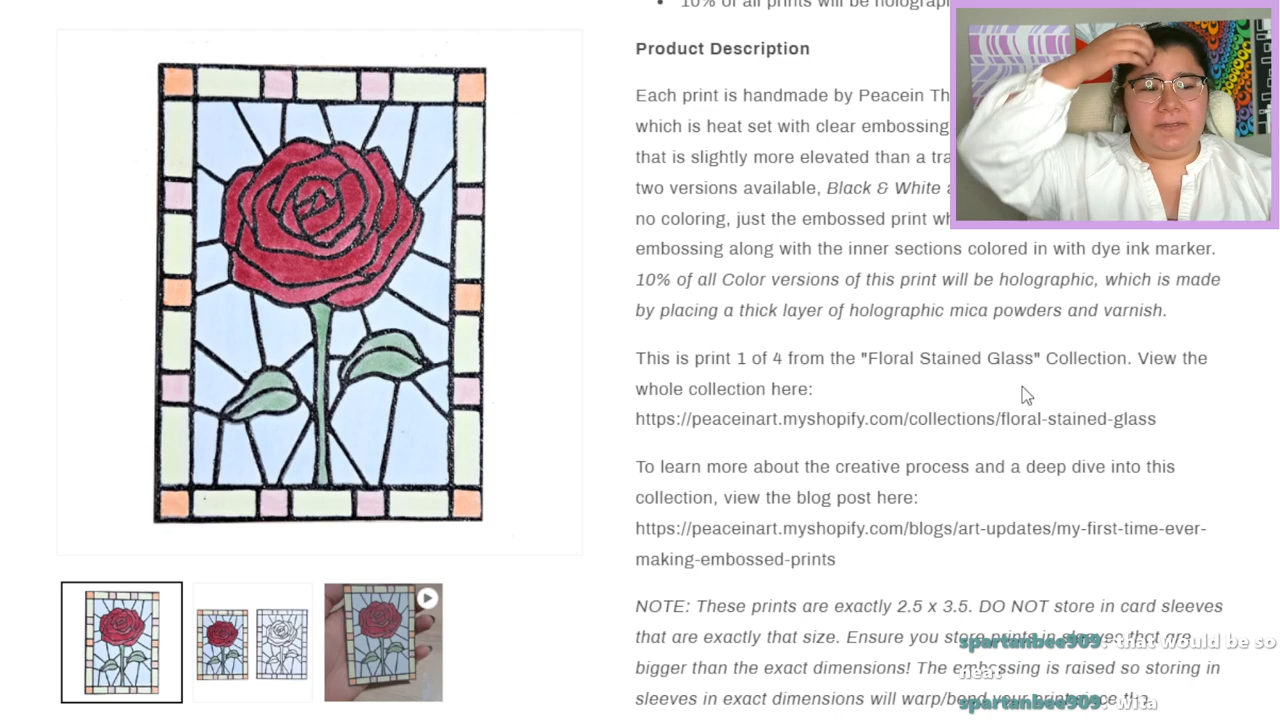 10% of all prints will be holograp
Product Description
Each print is handmade by Peacein Th
which is heat set with clear embossing
that is slightly more elevated than a tra
two versions available, Black & White
no coloring, just the embossed print wh
embossing along with the inner sections colored in with dye ink marker.
10% of all Color versions of this print will be holographic, which is made
by placing a thick layer of holographic mica powders and varnish.
This is print 1 of 4 from the "Floral Stained Glass" Collection. View the
whole collection here:
https://peaceinart.myshopify.com/collections/floral-stained-glass
To learn more about the creative process and a deep dive into this
collection, view the blog post here:
https://peaceinart.myshopify.com/blogs/art-updates/my-first-time-ever-
making-embossed-prints
NOTE: These prints are exactly 2.5 x 3.5. DO NOT store in card sleeves
that are exactly that size. Ensure you store prints in sleeves that are
bigger than the exact dimensions! The embossing is raised so storing in
sleeves in exact dimensions will warp/bend your prints since the
spartanbee909: that would be so
neat
spartanbee909: wita